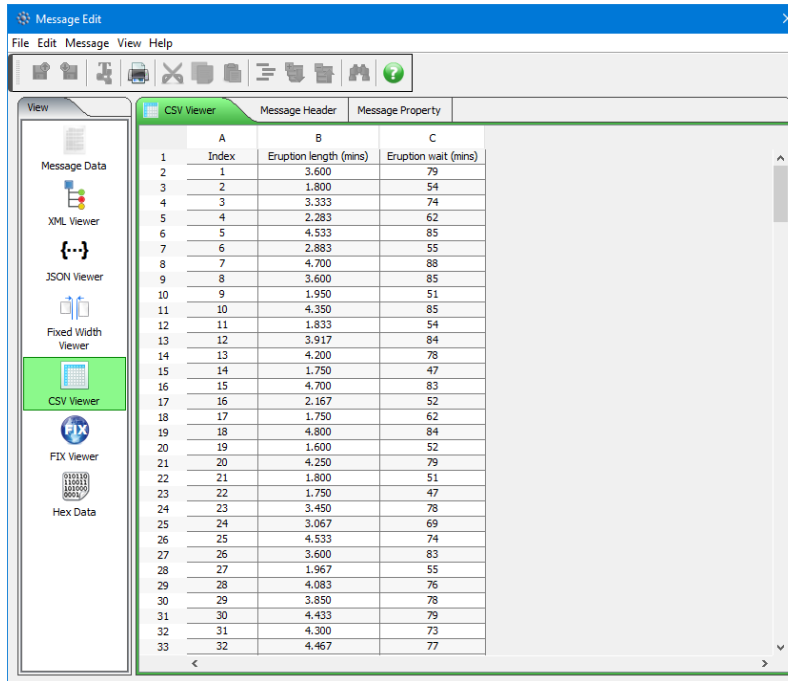 Message Edit
File Edit Message View Help
View
CSV Viewer Message Header Message Property
Message Data
XML Viewer
{···}
JSON Viewer
Fixed Width
Viewer
CSV Viewer
FIX
FIX Viewer
010110
110011
101000
0001
Hex Data
A B C
1 Index Eruption length (mins) Eruption wait (mins)
2 1 3.600 79
3 2 1.800 54
4 3 3.333 74
5 4 2.283 62
6 5 4.533 85
7 6 2.883 55
8 7 4.700 88
9 8 3.600 85
10 9 1.950 51
11 10 4.350 85
12 11 1.833 54
13 12 3.917 84
14 13 4.200 78
15 14 1.750 47
16 15 4.700 83
17 16 2.167 52
18 17 1.750 62
19 18 4.800 84
20 19 1.600 52
21 20 4.250 79
22 21 1.800 51
23 22 1.750 47
24 23 3.450 78
25 24 3.067 69
26 25 4.533 74
27 26 3.600 83
28 27 1.967 55
29 28 4.083 76
30 29 3.850 78
31 30 4.433 79
32 31 4.300 73
33 32 4.467 77